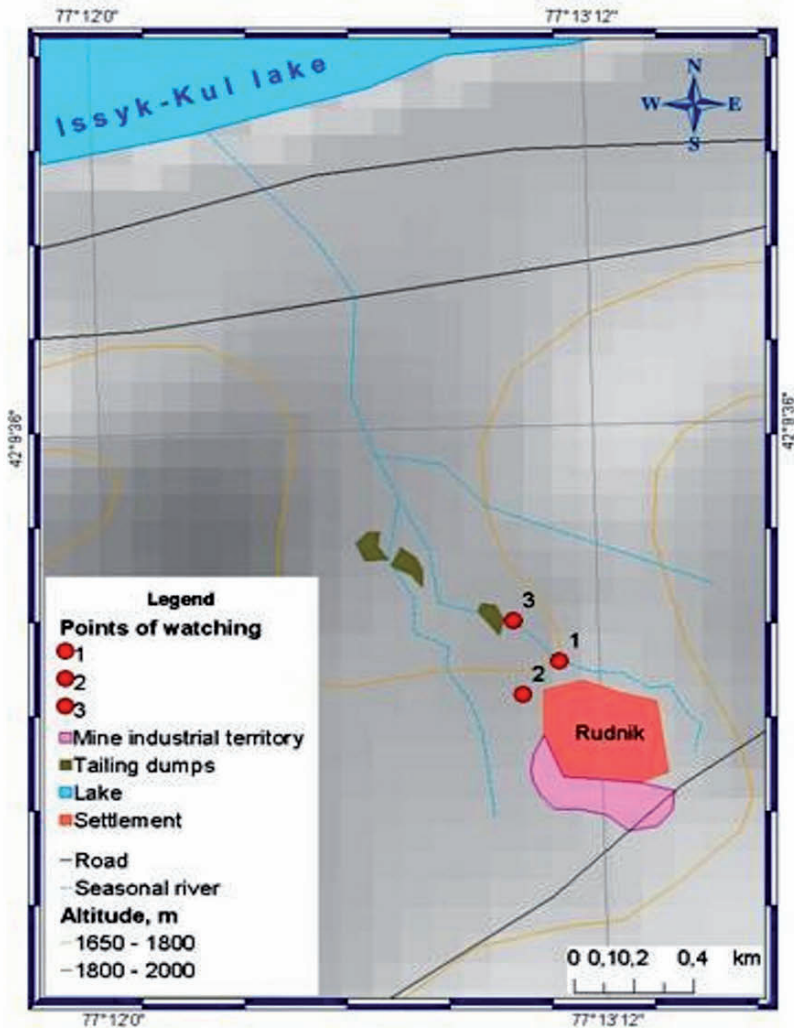 77°12'0"
77°13'12"
Issyk-Kul lake
N
W
E
S
42°9'36"
42°9'36"
3
1
2
Rudnik
Legend
Points of watching
1
2
3
Mine industrial territory
Tailing dumps
Lake
Settlement
Road
Seasonal river
Altitude, m
1650 - 1800
1800 - 2000
0 0,10,2 0,4 km
77°12'0"
77°13'12"